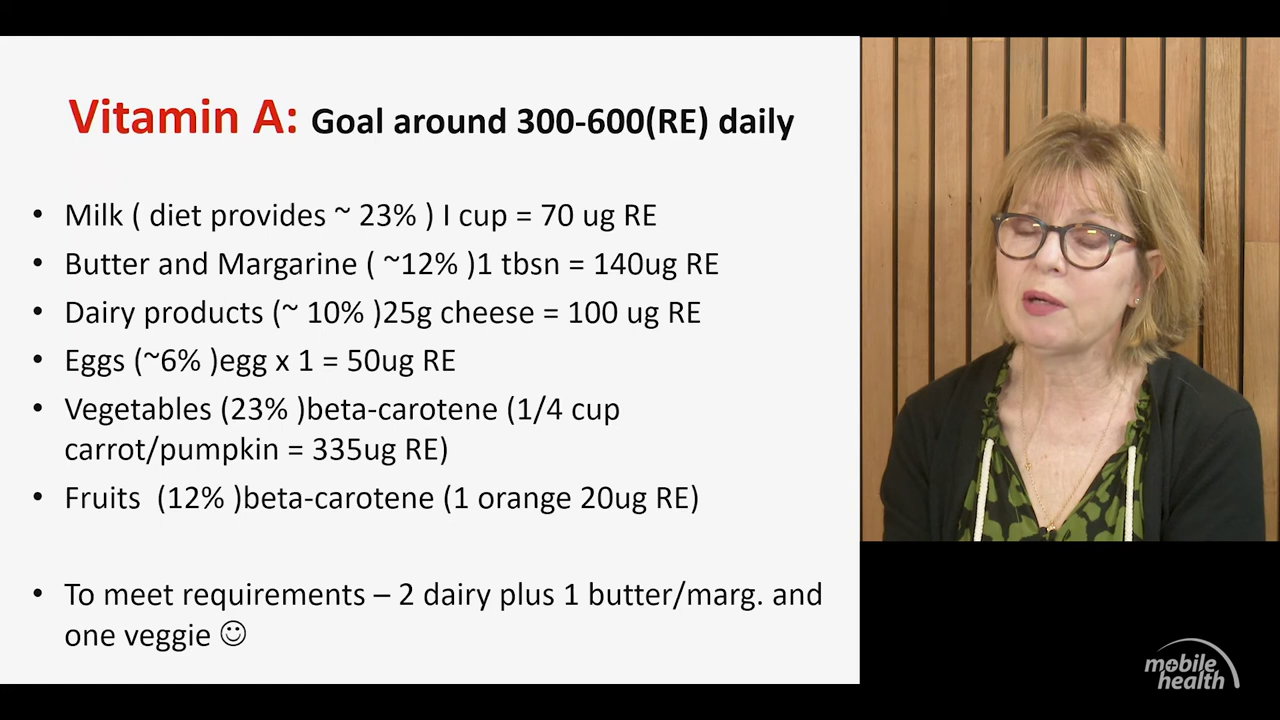 Vitamin A: Goal around 300-600(RE) daily
• Milk ( diet provides ~ 23% ) I cup = 70 ug RE
• Butter and Margarine ( ~12% )1 tbsn = 140ug RE
• Dairy products (~ 10% )25g cheese = 100 ug RE
• Eggs (~6% )egg x 1 = 50ug RE
• Vegetables (23% )beta-carotene (1/4 cup
carrot/pumpkin = 335ug RE)
• Fruits  (12% )beta-carotene (1 orange 20ug RE)
• To meet requirements – 2 dairy plus 1 butter/marg. and
one veggie ☺
mobile
health